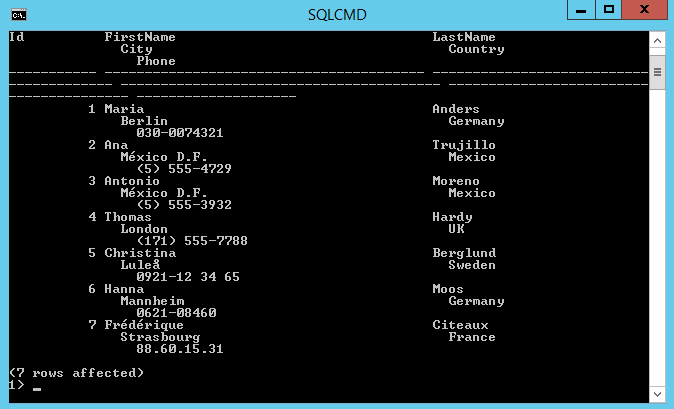 SQLCMD
Id FirstName LastName
City Country
Phone
----------- ---------------------------------------- ---------------------------
------------- ---------------------------------------- -------------------------
--------------- --------------------
1 Maria Anders
Berlin Germany
030-0074321
2 Ana Trujillo
México D.F. Mexico
(5) 555-4729
3 Antonio Moreno
México D.F. Mexico
(5) 555-3932
4 Thomas Hardy
London UK
(171) 555-7788
5 Christina Berglund
Luleå Sweden
0921-12 34 65
6 Hanna Moos
Mannheim Germany
0621-08460
7 Frédérique Citeaux
Strasbourg France
88.60.15.31
(7 rows affected)
1> _